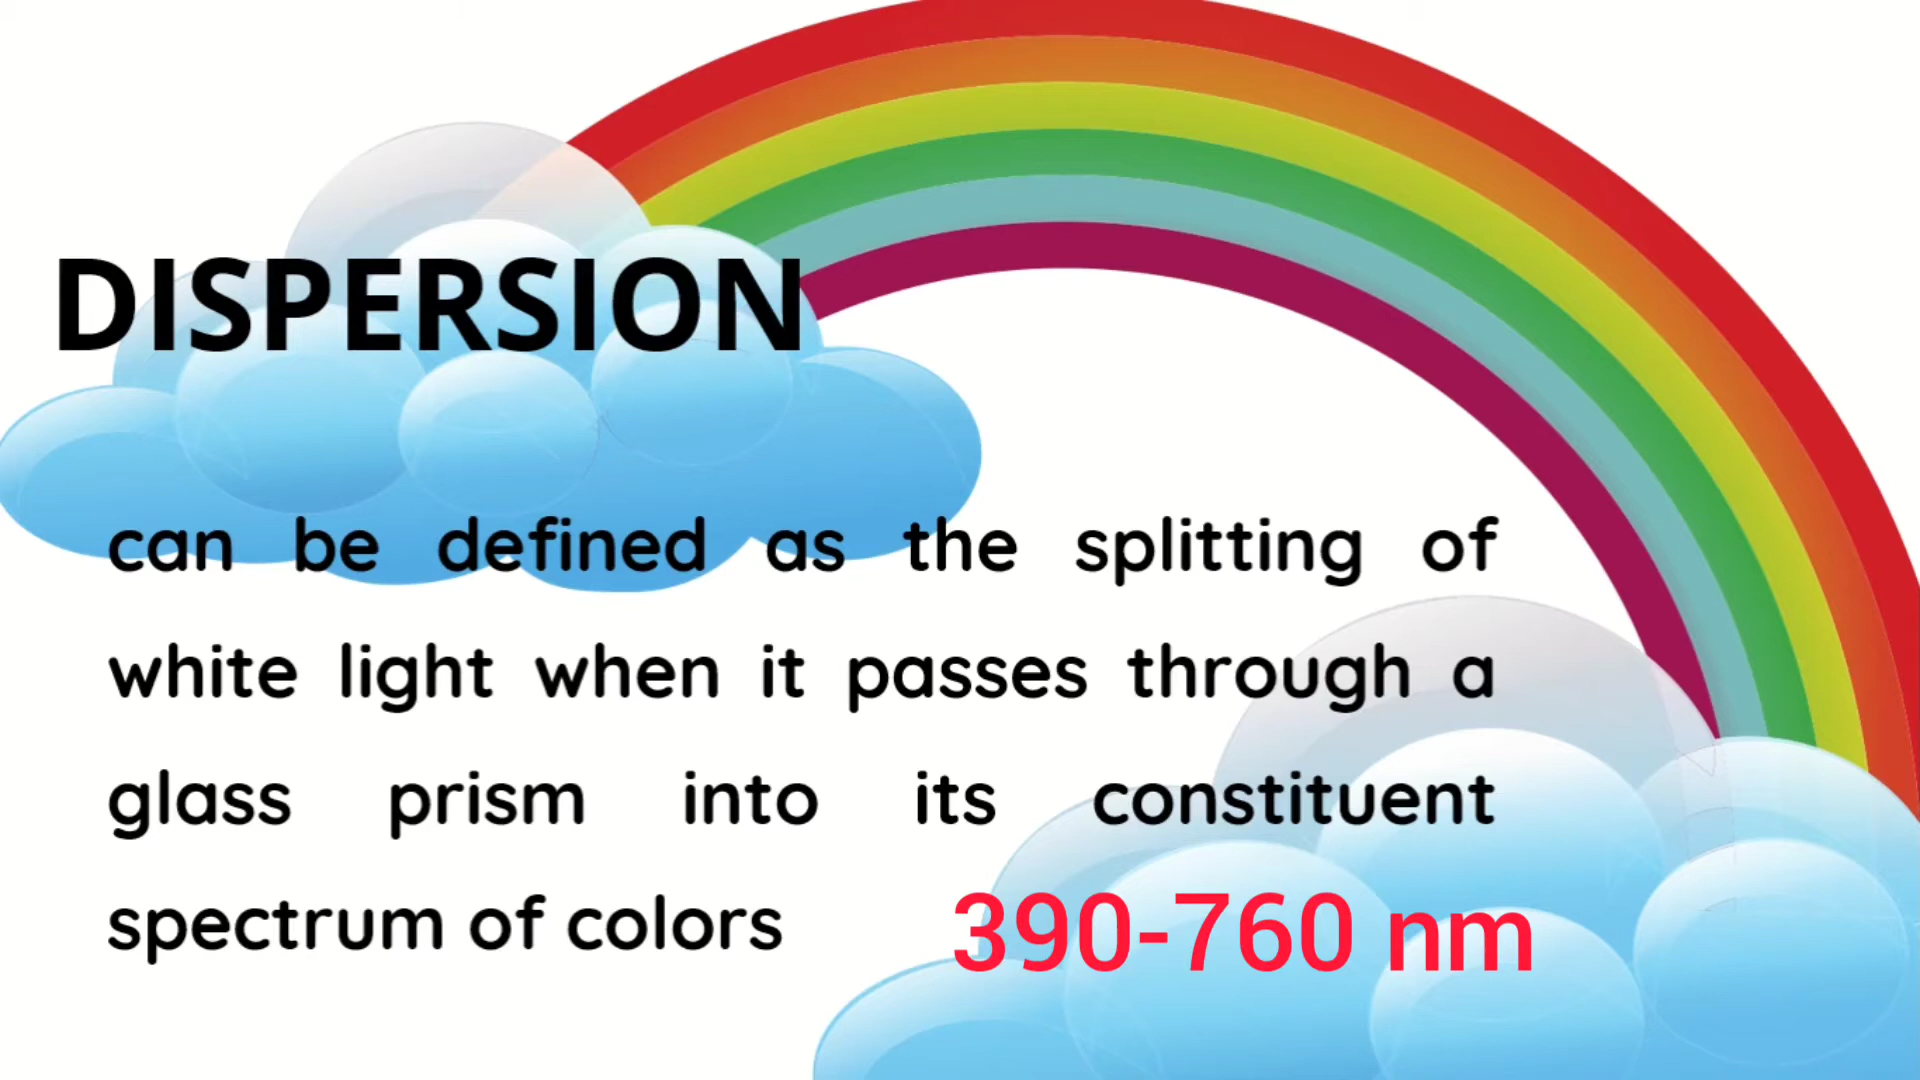 DISPERSION
can be defined as the splitting of
white light when it passes through a
glass prism into its constituent
spectrum of colors
390-760 nm